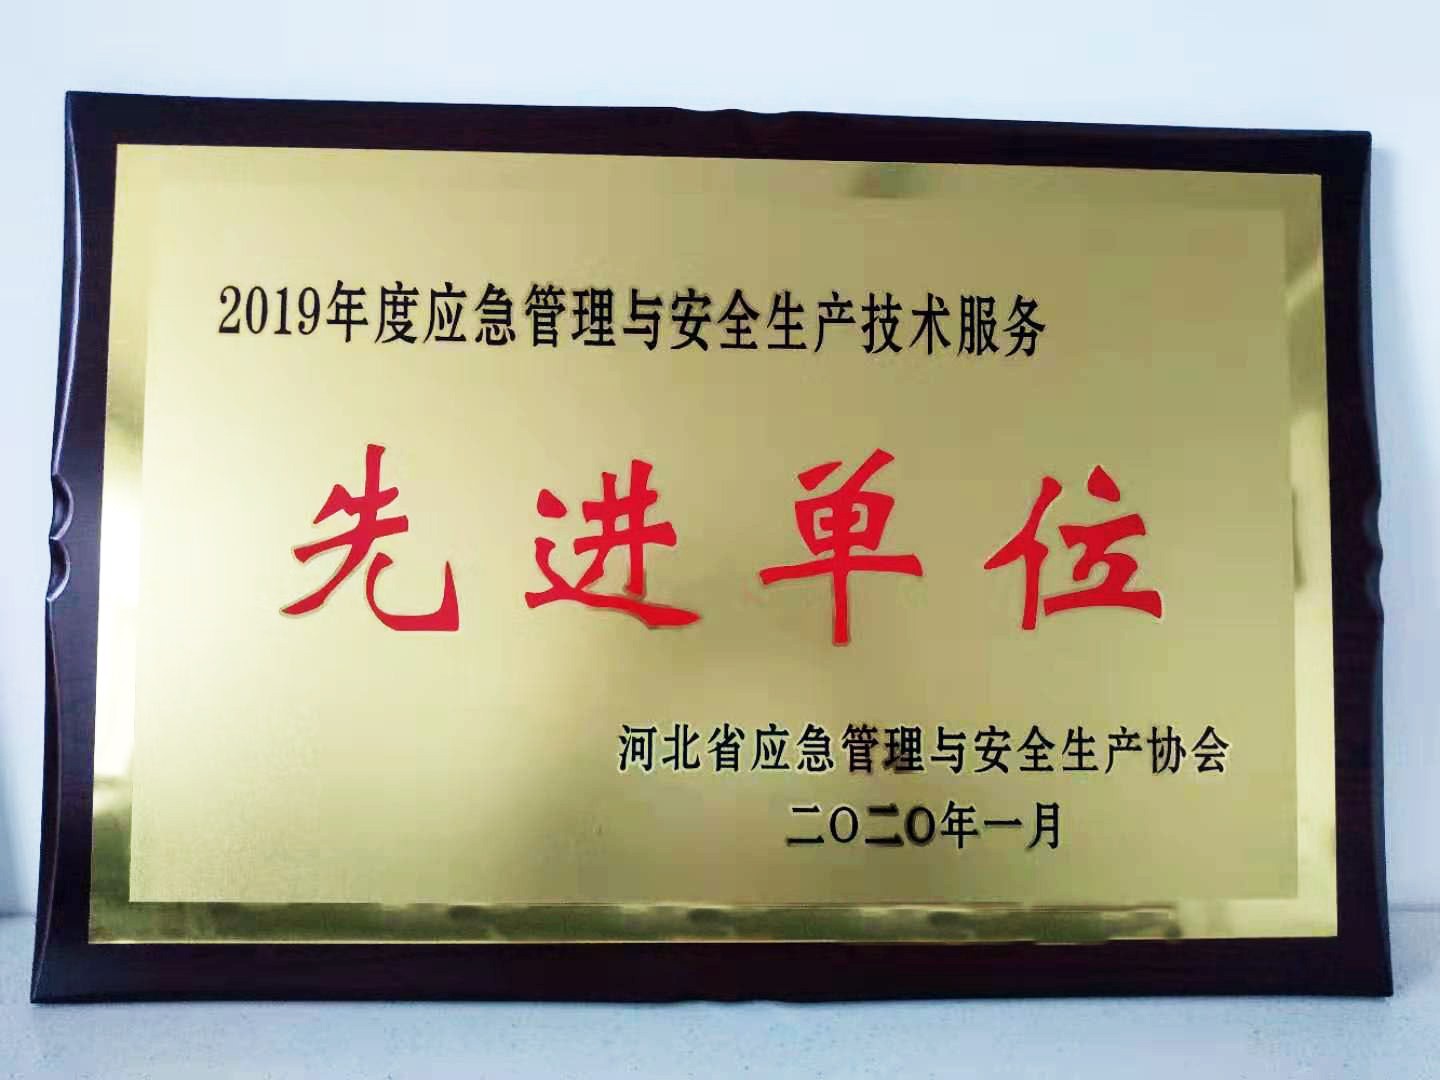 2019年度应急管理与安全生产技术服务
先进单位
河北省应急管理与安全生产协会
二〇二〇年一月